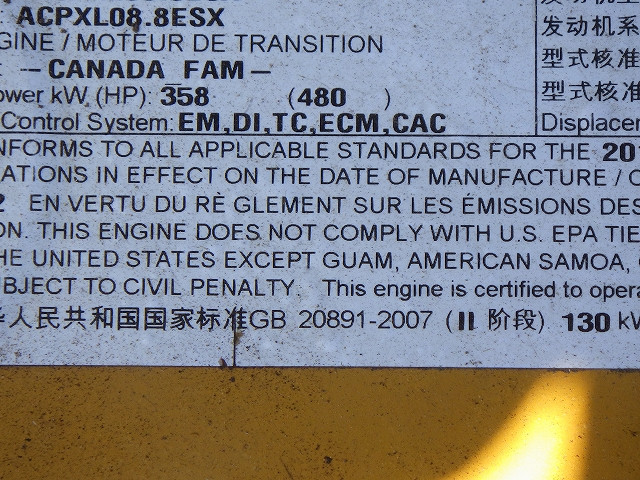 ACPXL08.8ESX
GINE / MOTEUR DE TRANSITION
--CANADA FAM--
ower kW (HP): 358 (480 )
Control System: EM,DI,TC,ECM,CAC
发动机系
型式核准
型式核准
Displacem
NFORMS TO ALL APPLICABLE STANDARDS FOR THE 201
ATIONS IN EFFECT ON THE DATE OF MANUFACTURE / C
2 EN VERTU DU RÈ GLEMENT SUR LES ÉMISSIONS DES
ON. THIS ENGINE DOES NOT COMPLY WITH U.S. EPA TIE
HE UNITED STATES EXCEPT GUAM, AMERICAN SAMOA,
BJECT TO CIVIL PENALTY. This engine is certified to opera
人民共和国国家标准GB 20891-2007 (II 阶段) 130 kW